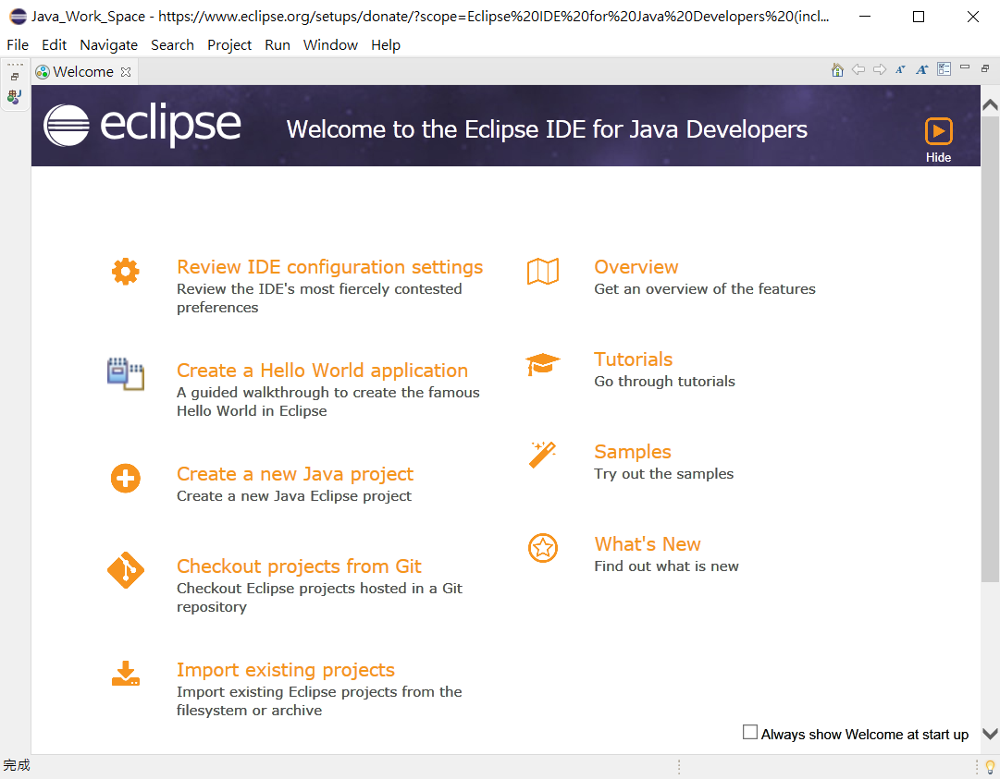 Java_Work_Space - https://www.eclipse.org/setups/donate/?scope=Eclipse%20IDE%20for%20Java%20Developers%20(incl...
File Edit Navigate Search Project Run Window Help
Welcome
eclipse
Welcome to the Eclipse IDE for Java Developers
Hide
Review IDE configuration settings
Review the IDE's most fiercely contested
preferences
Create a Hello World application
A guided walkthrough to create the famous
Hello World in Eclipse
Create a new Java project
Create a new Java Eclipse project
Checkout projects from Git
Checkout Eclipse projects hosted in a Git
repository
Import existing projects
Import existing Eclipse projects from the
filesystem or archive
Overview
Get an overview of the features
Tutorials
Go through tutorials
Samples
Try out the samples
What's New
Find out what is new
Always show Welcome at start up
完成